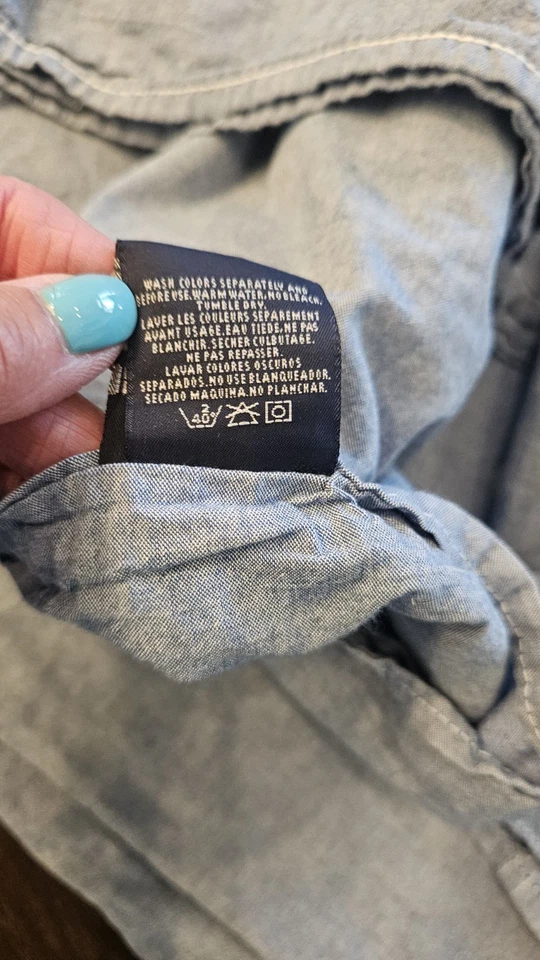 WASH COLORS SEPARATELY AND
BEFORE USE.WARM WATER.NO BLEACH.
TUMBLE DRY.
LAVER LES COULEURS SEPAREMENT
AVANT USAGE.EAU TIEDE.NE PAS
BLANCHIR.SECHER CULBUTAGE.
NE PAS REPASSER.
LAVAR COLORES OSCUROS
SEPARADOS.NO USE BLANQUEADOR.
SECADO MAQUINA.NO PLANCHAR.
2
40°